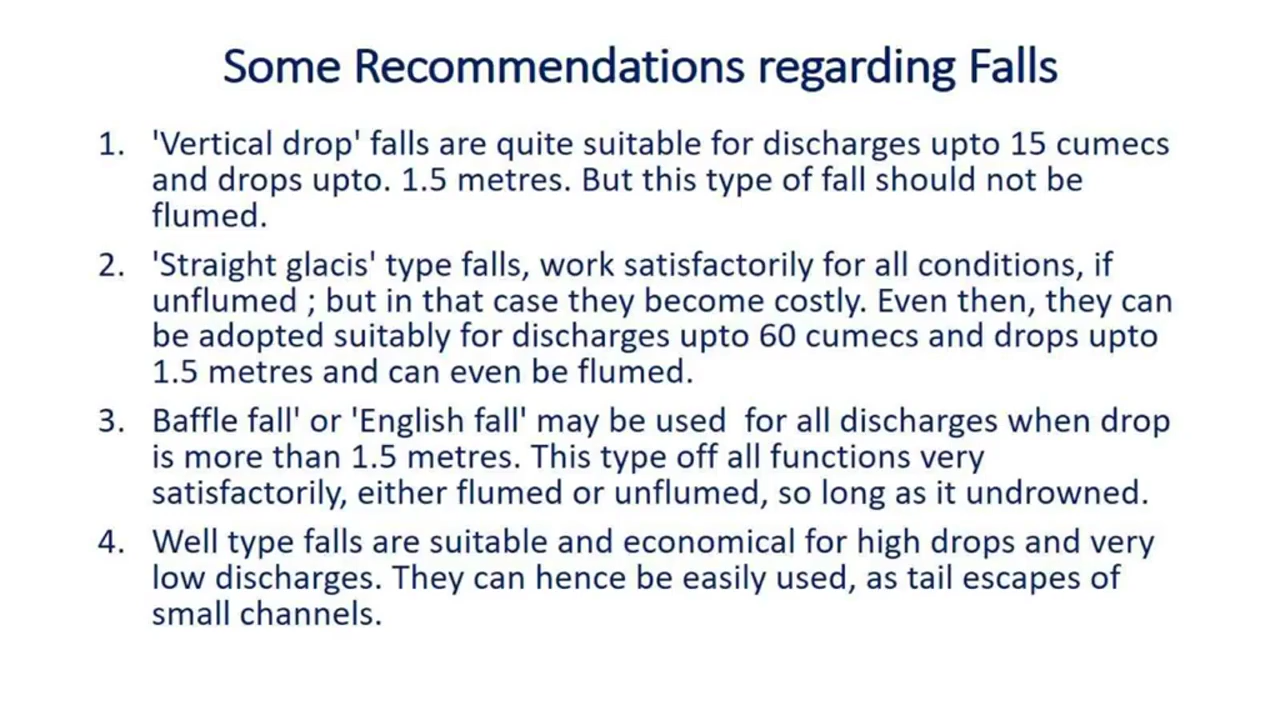 Some Recommendations regarding Falls
1. 'Vertical drop' falls are quite suitable for discharges upto 15 cumecs
and drops upto. 1.5 metres. But this type of fall should not be
flumed.
2. 'Straight glacis' type falls, work satisfactorily for all conditions, if
unflumed ; but in that case they become costly. Even then, they can
be adopted suitably for discharges upto 60 cumecs and drops upto
1.5 metres and can even be flumed.
3. Baffle fall' or 'English fall' may be used  for all discharges when drop
is more than 1.5 metres. This type off all functions very
satisfactorily, either flumed or unflumed, so long as it undrowned.
4. Well type falls are suitable and economical for high drops and very
low discharges. They can hence be easily used, as tail escapes of
small channels.